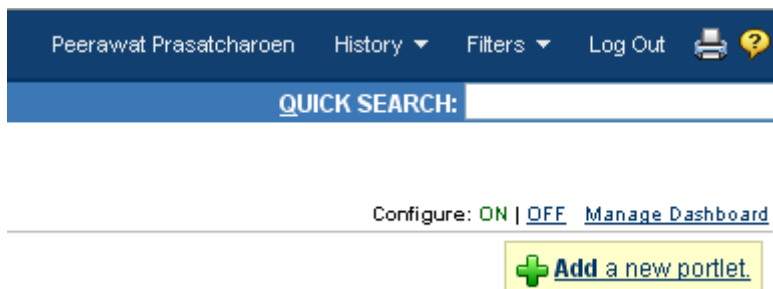 Peerawat Prasatcharoen History Filters Log Out
QUICK SEARCH:
Configure: ON | OFF Manage Dashboard
Add a new portlet.